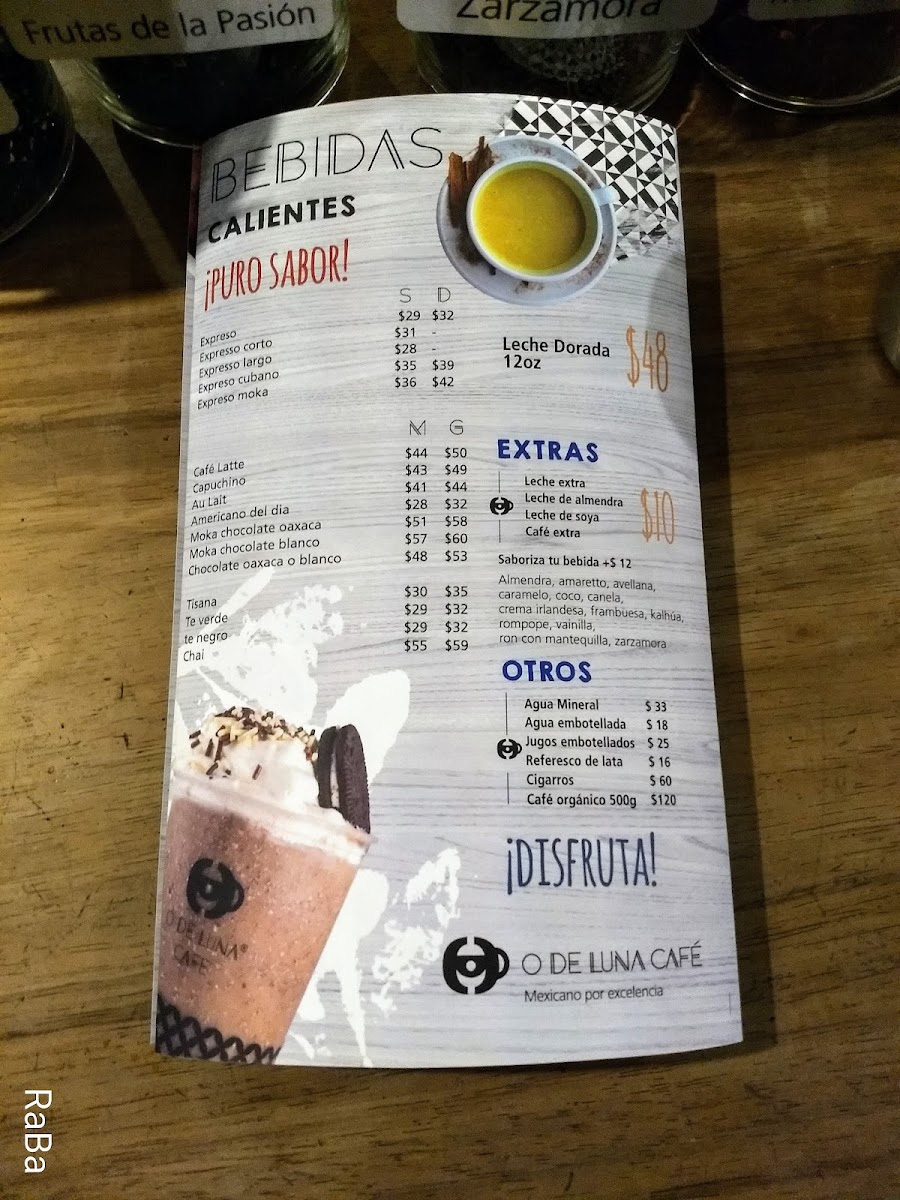 Frutas de la Pasión
Zarzamora
BEBIDAS
CALIENTES
¡PURO SABOR!
S D
Expreso $29 $32
Expresso corto $31 -
Expresso largo $28 -
Expreso cubano $35 $39
Expreso moka $36 $42
M G
Café Latte $44 $50
Capuchino $43 $49
Au Lait $41 $44
Americano del dia $28 $32
Moka chocolate oaxaca $51 $58
Moka chocolate blanco $57 $60
Chocolate oaxaca o blanco $48 $53
Tisana $30 $35
Te verde $29 $32
te negro $29 $32
Chai $55 $59
Leche Dorada $48
12oz
EXTRAS
Leche extra
Leche de almendra
Leche de soya
Café extra
$10
Saboriza tu bebida +$ 12
Almendra, amaretto, avellana,
caramelo, coco, canela,
crema irlandesa, frambuesa, kalhúa,
rompope, vainilla,
ron con mantequilla, zarzamora
OTROS
Agua Mineral $ 33
Agua embotellada $ 18
Jugos embotellados $ 25
Referesco de lata $ 16
Cigarros $ 60
Café orgánico 500g $120
¡DISFRUTA!
O DE LUNA CAFÉ
Mexicano por excelencia
O DE LUNA®
CAFÉ
RaBa